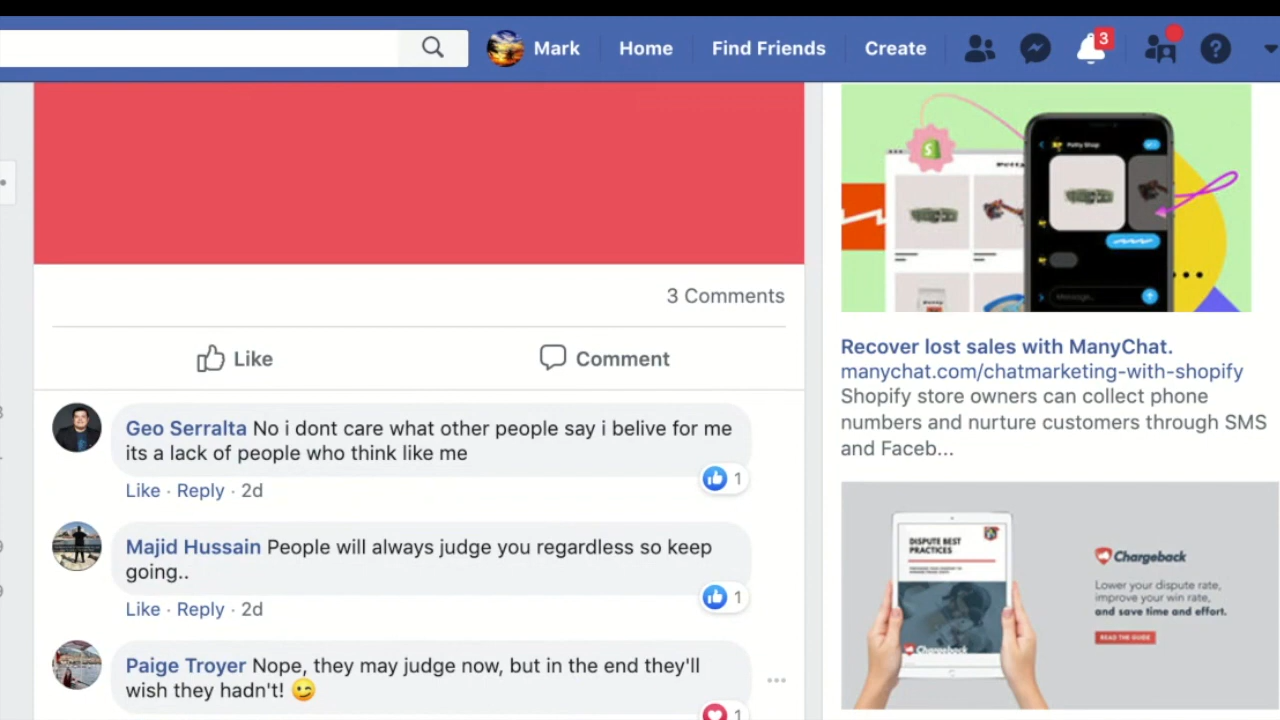 Mark
Home
Find Friends
Create
3
3 Comments
Like
Comment
Geo Serralta No i dont care what other people say i belive for me
its a lack of people who think like me
Like · Reply · 2d
1
Majid Hussain People will always judge you regardless so keep
going..
Like · Reply · 2d
1
Paige Troyer Nope, they may judge now, but in the end they'll
wish they hadn't! 😉
1
Petty Shop
Message...
Recover lost sales with ManyChat.
manychat.com/chatmarketing-with-shopify
Shopify store owners can collect phone
numbers and nurture customers through SMS
and Faceb...
DISPUTE BEST
PRACTICES
Chargeback
Chargeback
Lower your dispute rate,
improve your win rate,
and save time and effort.
READ THE GUIDE